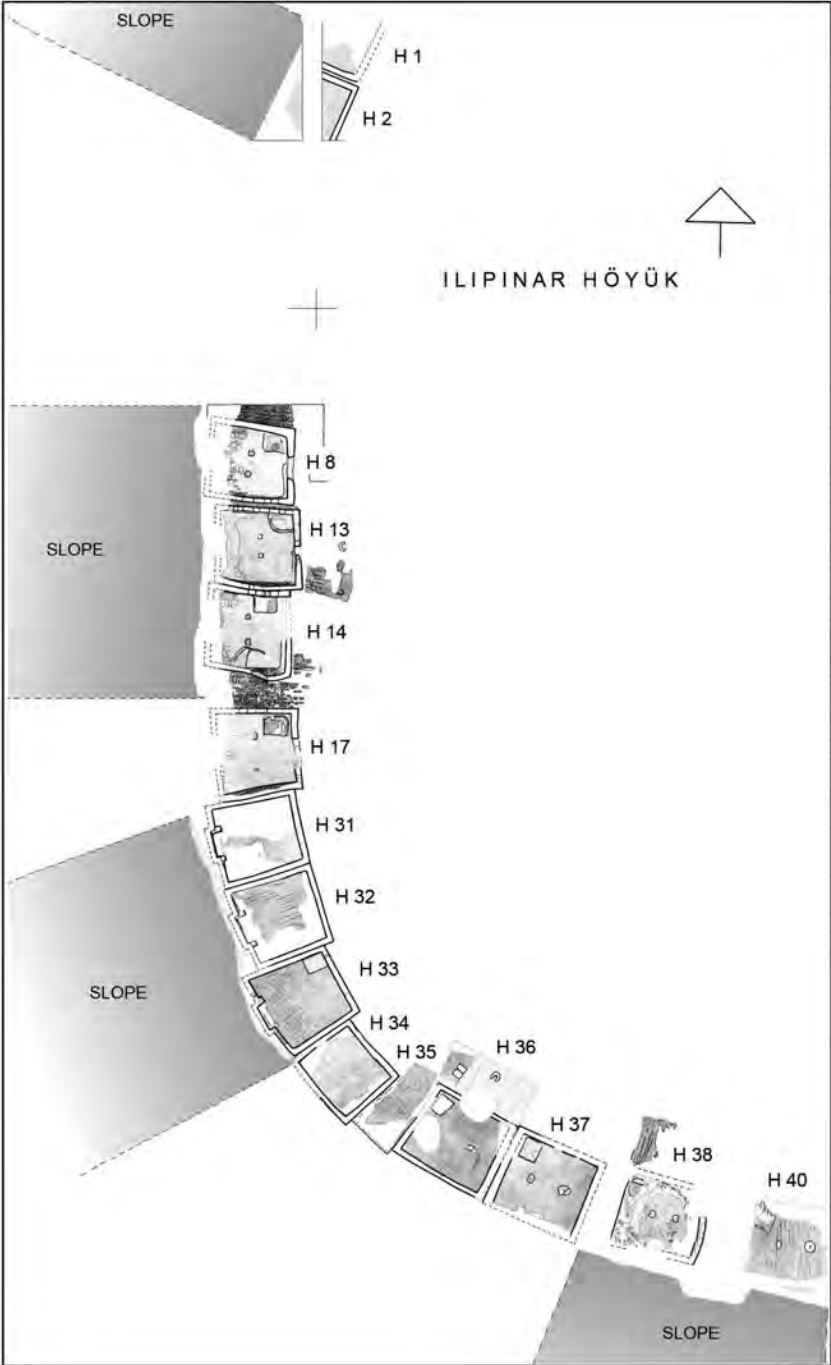 SLOPE
H 1
H 2
ILIPINAR HÖYÜK
H 8
H 13
SLOPE
H 14
H 17
H 31
H 32
H 33
SLOPE
H 34
H 35
H 36
H 37
H 38
H 40
SLOPE